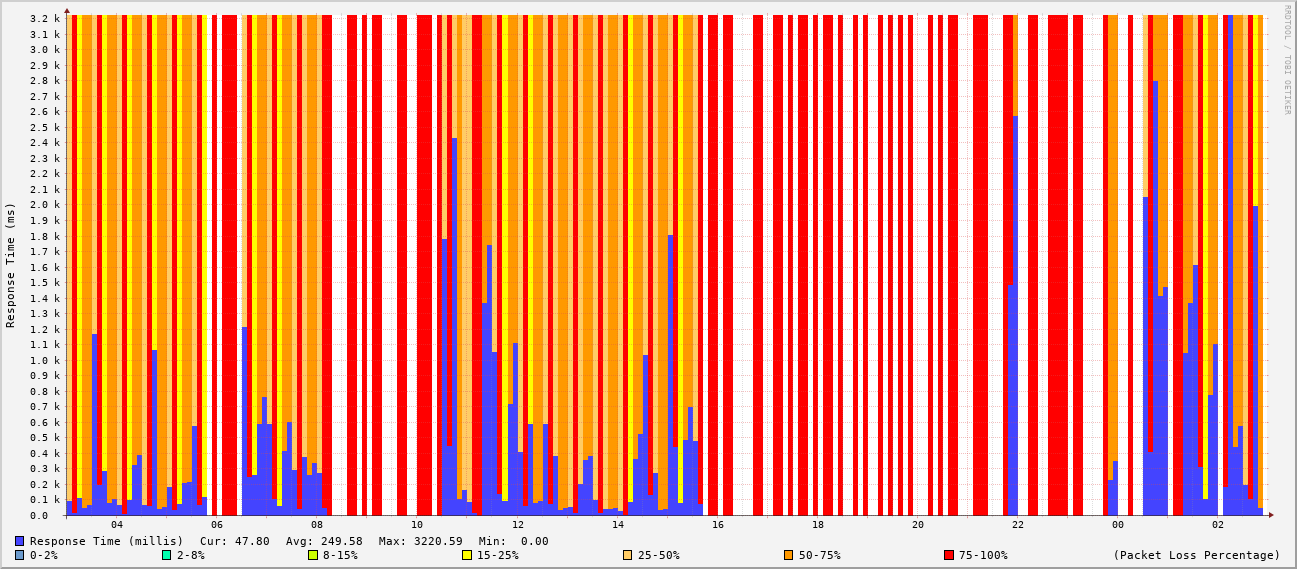 RRDTOOL / TOBI OETIKER
Response Time (ms)
3.2 k
3.1 k
3.0 k
2.9 k
2.8 k
2.7 k
2.6 k
2.5 k
2.4 k
2.3 k
2.2 k
2.1 k
2.0 k
1.9 k
1.8 k
1.7 k
1.6 k
1.5 k
1.4 k
1.3 k
1.2 k
1.1 k
1.0 k
0.9 k
0.8 k
0.7 k
0.6 k
0.5 k
0.4 k
0.3 k
0.2 k
0.1 k
0.0
04 06 08 10 12 14 16 18 20 22 00 02
Response Time (millis) Cur: 47.80 Avg: 249.58 Max: 3220.59 Min: 0.00
0-2% 2-8% 8-15% 15-25% 25-50% 50-75% 75-100% (Packet Loss Percentage)